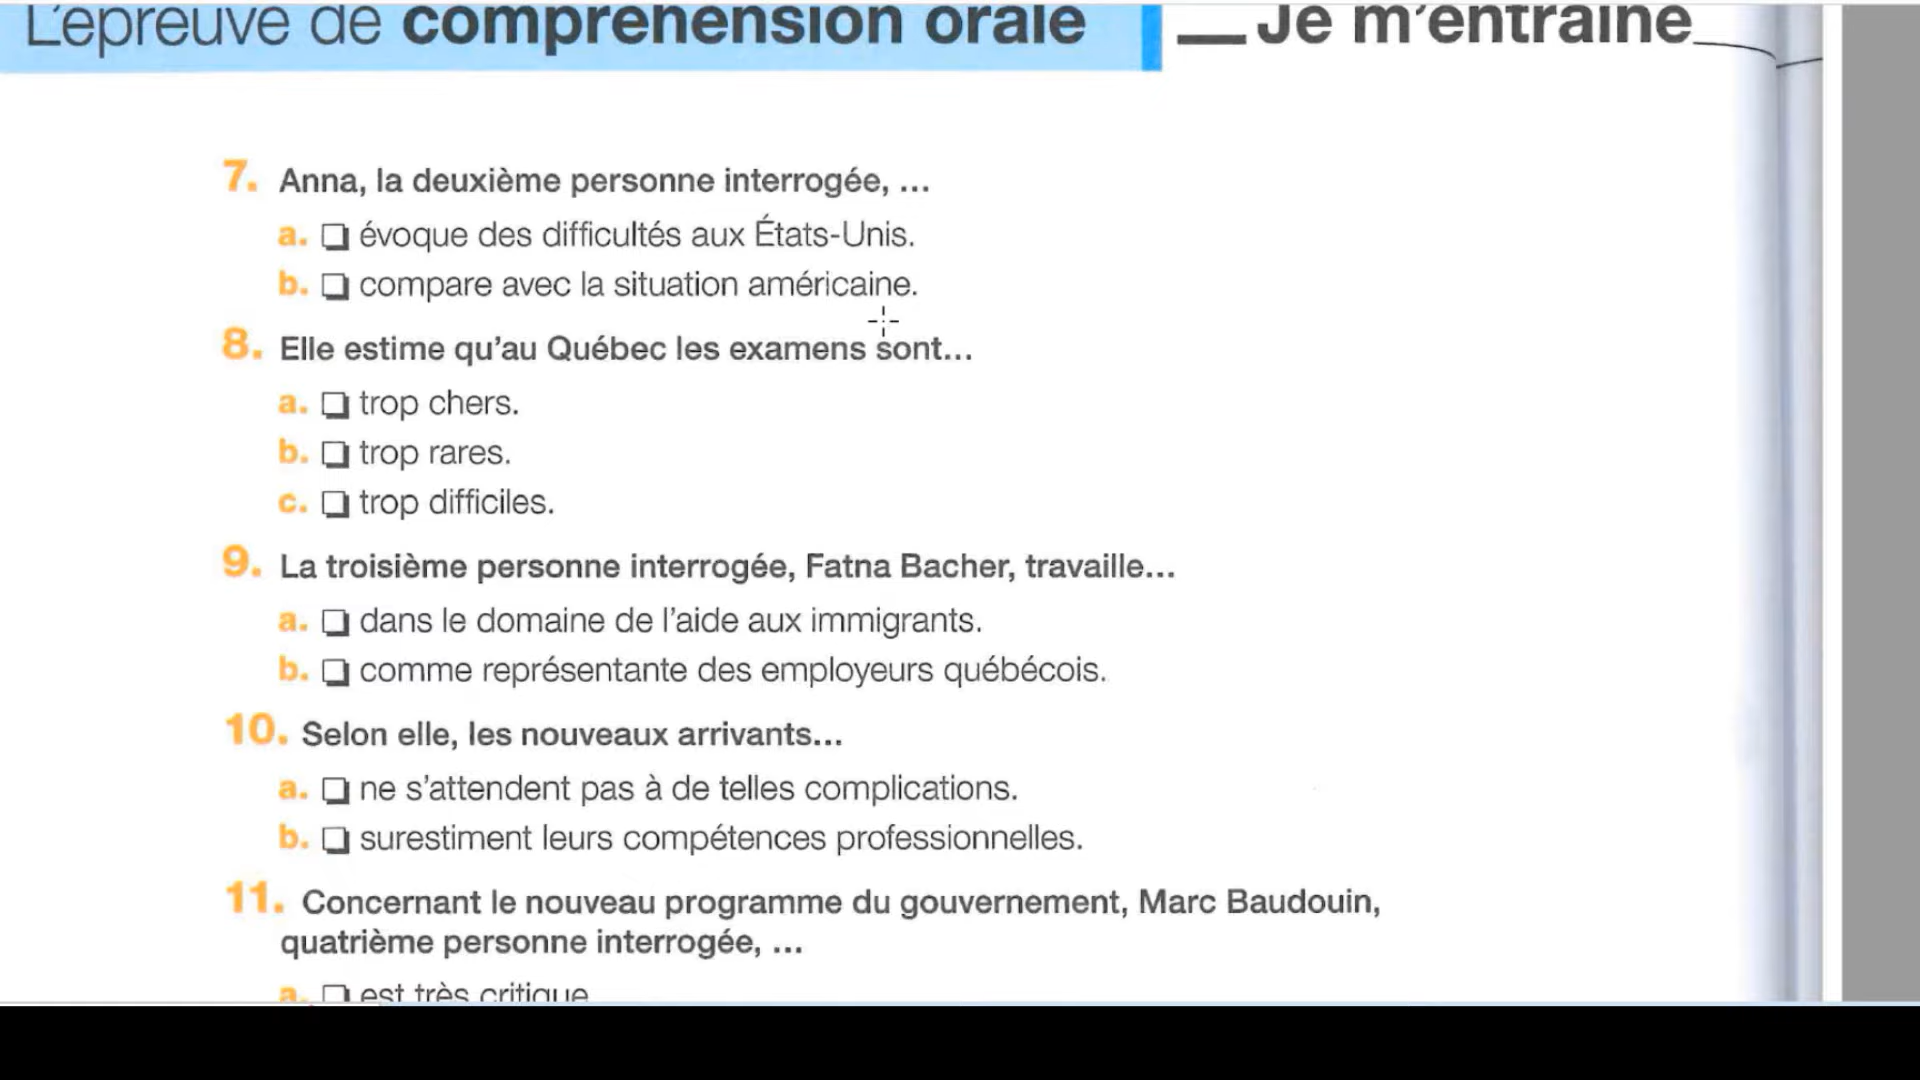 L'épreuve de compréhension orale
Je m'entraîne
7. Anna, la deuxième personne interrogée, ...
a. ❏ évoque des difficultés aux États-Unis.
b. ❏ compare avec la situation américaine.
8. Elle estime qu'au Québec les examens sont...
a. ❏ trop chers.
b. ❏ trop rares.
c. ❏ trop difficiles.
9. La troisième personne interrogée, Fatna Bacher, travaille...
a. ❏ dans le domaine de l'aide aux immigrants.
b. ❏ comme représentante des employeurs québécois.
10. Selon elle, les nouveaux arrivants...
a. ❏ ne s'attendent pas à de telles complications.
b. ❏ surestiment leurs compétences professionnelles.
11. Concernant le nouveau programme du gouvernement, Marc Baudouin,
quatrième personne interrogée, ...
a. ❏ est très critique